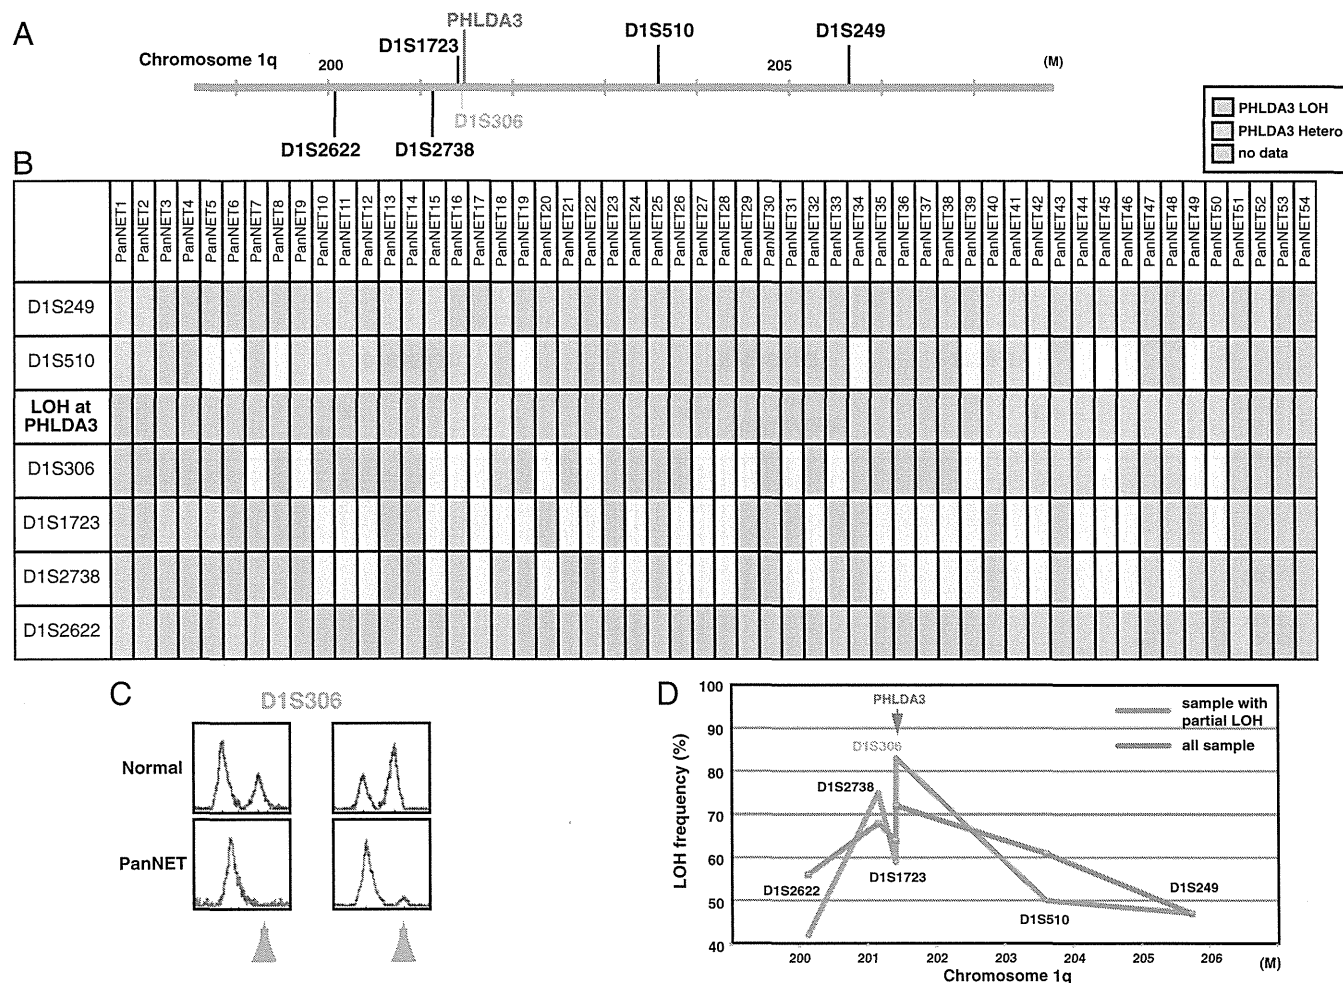 A
PHLDA3
D1S1723
D1S510
D1S249
Chromosome 1q
200
205
(M)
D1S306
D1S2622
D1S2738
PHLDA3 LOH
PHLDA3 Hetero
no data
B
PanNET1
PanNET2
PanNET3
PanNET4
PanNET5
PanNET6
PanNET7
PanNET8
PanNET9
PanNET10
PanNET11
PanNET12
PanNET13
PanNET14
PanNET15
PanNET16
PanNET17
PanNET18
PanNET19
PanNET20
PanNET21
PanNET22
PanNET23
PanNET24
PanNET25
PanNET26
PanNET27
PanNET28
PanNET29
PanNET30
PanNET31
PanNET32
PanNET33
PanNET34
PanNET35
PanNET36
PanNET37
PanNET38
PanNET39
PanNET40
PanNET41
PanNET42
PanNET43
PanNET44
PanNET45
PanNET46
PanNET47
PanNET48
PanNET49
PanNET50
PanNET51
PanNET52
PanNET53
PanNET54
D1S249
D1S510
LOH at
PHLDA3
D1S306
D1S1723
D1S2738
D1S2622
C
D1S306
Normal
PanNET
D
LOH frequency (%)
100
90
80
70
60
50
40
PHLDA3
D1S306
D1S2738
D1S2622
D1S1723
D1S510
D1S249
sample with
partial LOH
all sample
200
201
202
203
204
205
206
(M)
Chromosome 1q